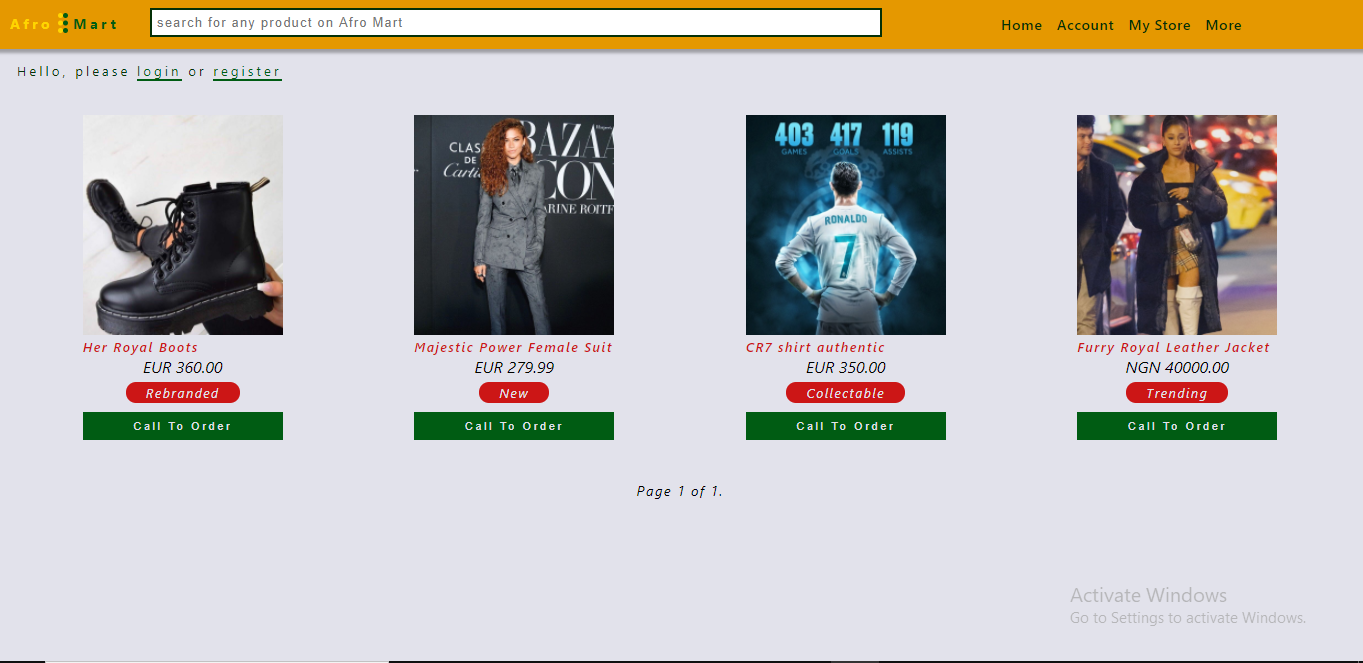 Afro Mart
search for any product on Afro Mart
Home Account My Store More
Hello, please login or register
CLAS
DE
Cartier
BAZAA
ICON
ARINE ROITF
403 417 119
GAMES GOALS ASSISTS
RONALDO
7
Her Royal Boots
Majestic Power Female Suit
CR7 shirt authentic
Furry Royal Leather Jacket
EUR 360.00
EUR 279.99
EUR 350.00
NGN 40000.00
Rebranded
New
Collectable
Trending
Call To Order
Call To Order
Call To Order
Call To Order
Page 1 of 1.
Activate Windows
Go to Settings to activate Windows.